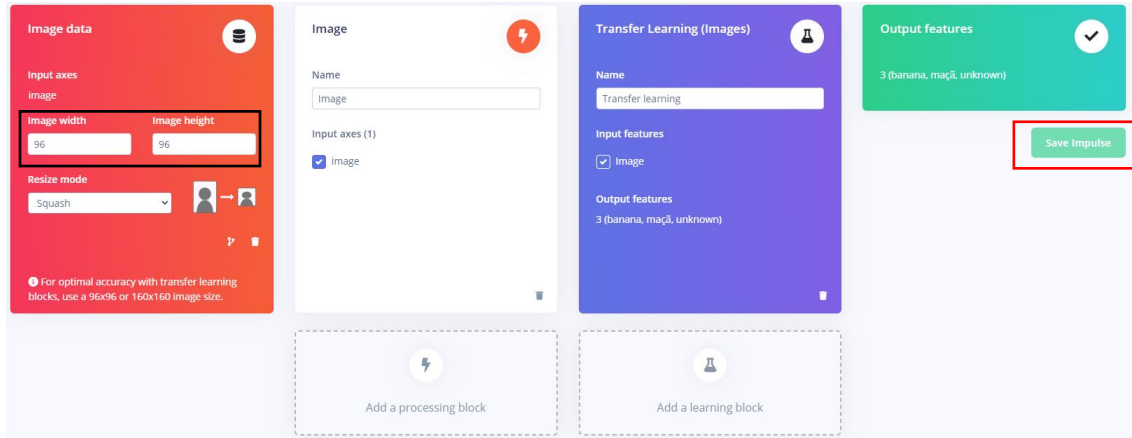 Image data
Input axes
image
Image width Image height
96 96
Resize mode
Squash
For optimal accuracy with transfer learning
blocks, use a 96x96 or 160x160 image size.
Image
Name
Image
Input axes (1)
image
Add a processing block
Transfer Learning (Images)
Name
Transfer learning
Input features
Image
Output features
3 (banana, maçã, unknown)
Add a learning block
Output features
3 (banana, maçã, unknown)
Save Impulse